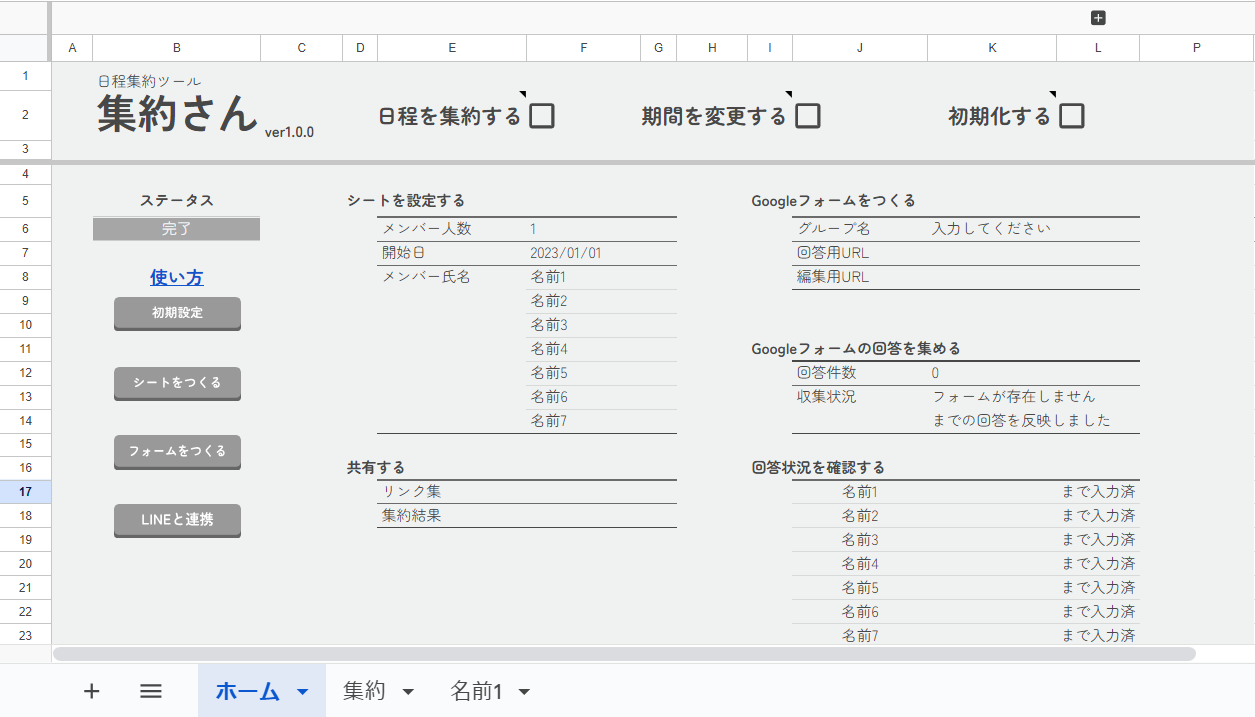 A B C D E F G H I J K L P
1 日程集約ツール
2 集約さん ver1.0.0 日程を集約する 期間を変更する 初期化する
3
4
5 ステータス シートを設定する Googleフォームをつくる
6 完了 メンバー人数 1 グループ名 入力してください
7 開始日 2023/01/01 回答用URL
8 使い方 メンバー氏名 名前1 編集用URL
9 初期設定 名前2
10 名前3
11 名前4 Googleフォームの回答を集める
12 シートをつくる 名前5 回答件数 0
13 名前6 収集状況 フォームが存在しません
14 名前7 までの回答を反映しました
15 フォームをつくる
16 共有する 回答状況を確認する
17 リンク集 名前1 まで入力済
18 LINEと連携 集約結果 名前2 まで入力済
19 名前3 まで入力済
20 名前4 まで入力済
21 名前5 まで入力済
22 名前6 まで入力済
23 名前7 まで入力済
ホーム 集約 名前1